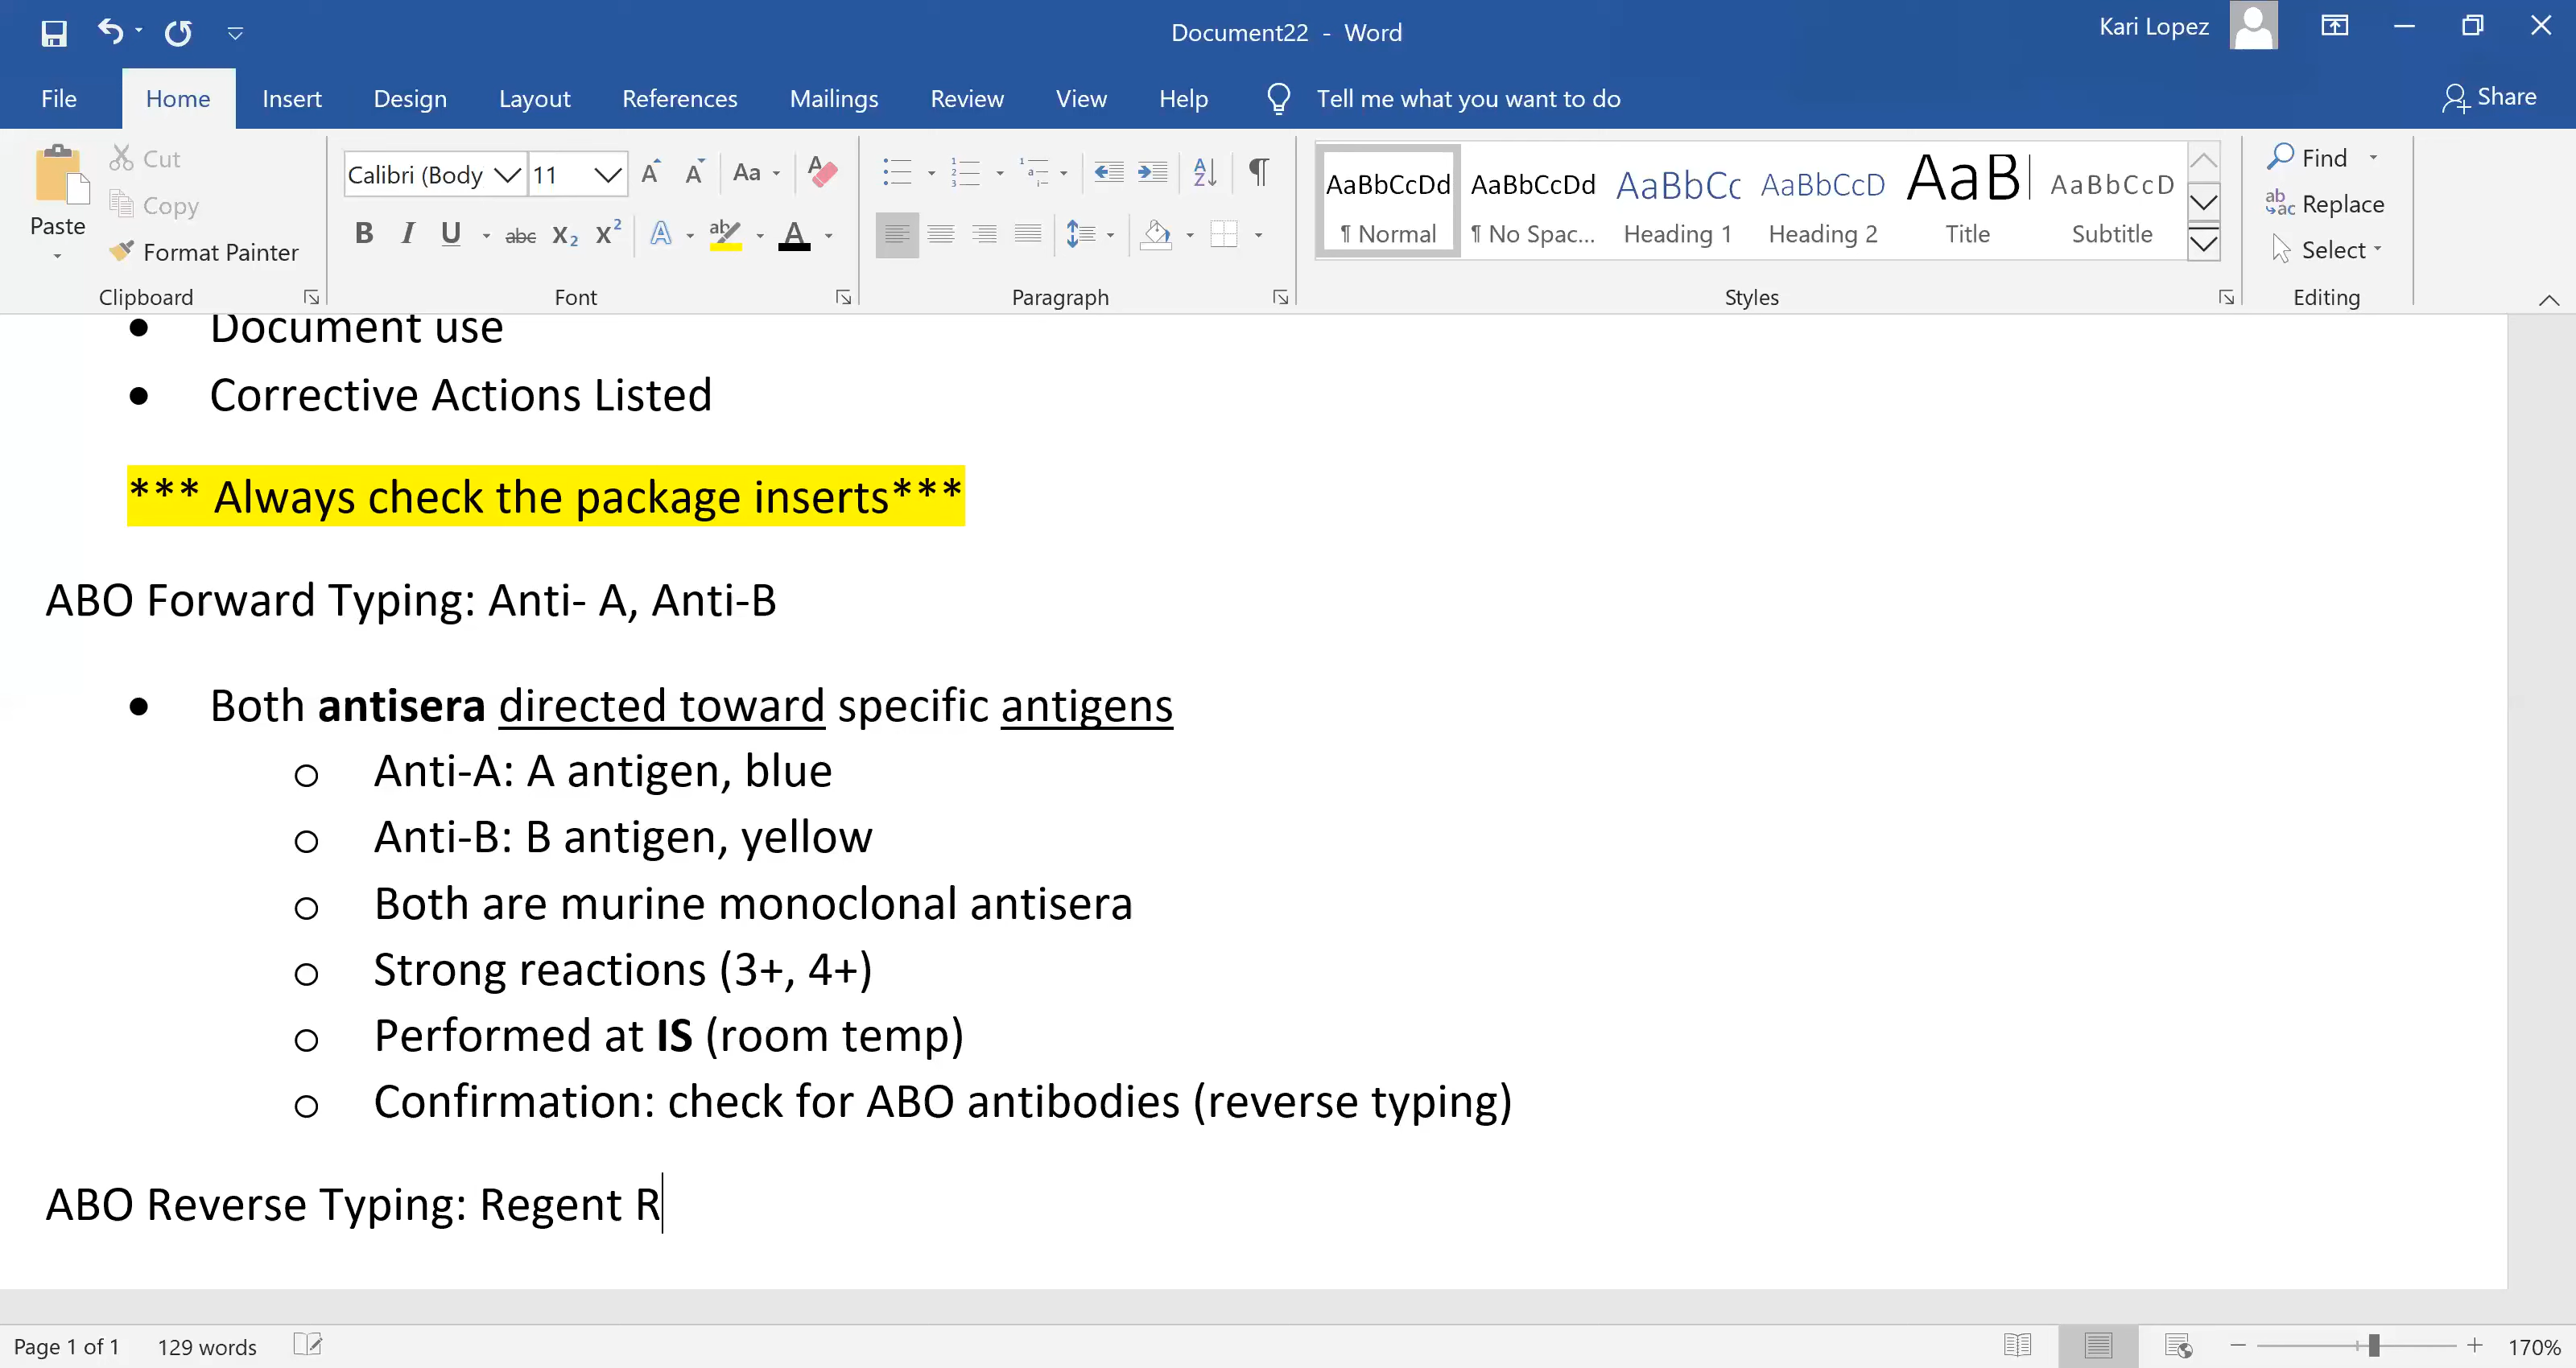 Document22 - Word
Kari Lopez
File Home Insert Design Layout References Mailings Review View Help Tell me what you want to do Share
Paste
Cut
Copy
Format Painter
Clipboard
Calibri (Body 11
Font
Paragraph
AaBbCcDd AaBbCcDd AaBbCc AaBbCcD AaB AaBbCcD
¶ Normal ¶ No Spac... Heading 1 Heading 2 Title Subtitle
Styles
Find
Replace
Select
Editing
• Document use
• Corrective Actions Listed
*** Always check the package inserts***
ABO Forward Typing: Anti- A, Anti-B
• Both antisera directed toward specific antigens
o Anti-A: A antigen, blue
o Anti-B: B antigen, yellow
o Both are murine monoclonal antisera
o Strong reactions (3+, 4+)
o Performed at IS (room temp)
o Confirmation: check for ABO antibodies (reverse typing)
ABO Reverse Typing: Regent R
Page 1 of 1 129 words 170%